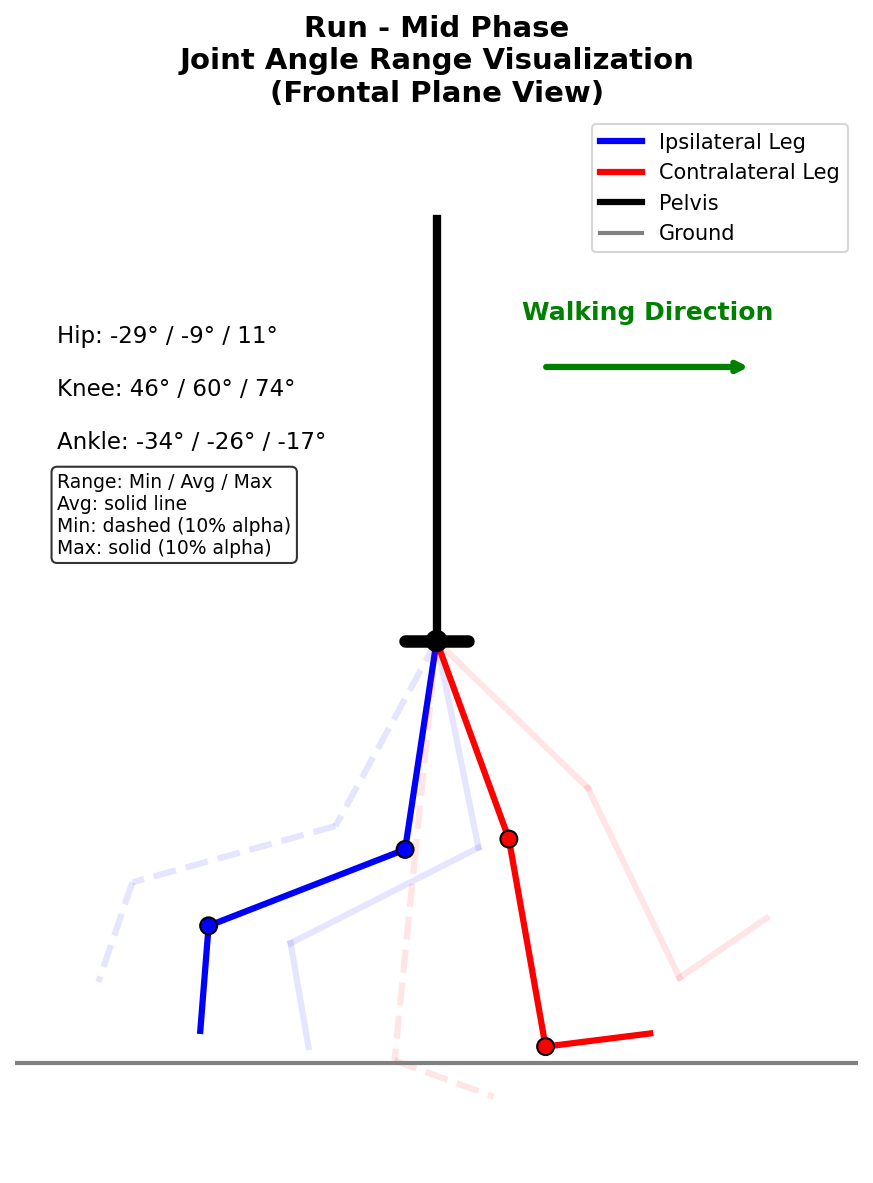 Run - Mid Phase
Joint Angle Range Visualization
(Frontal Plane View)
Ipsilateral Leg
Contralateral Leg
Pelvis
Ground
Walking Direction
Hip: -29° / -9° / 11°
Knee: 46° / 60° / 74°
Ankle: -34° / -26° / -17°
Range: Min / Avg / Max
Avg: solid line
Min: dashed (10% alpha)
Max: solid (10% alpha)